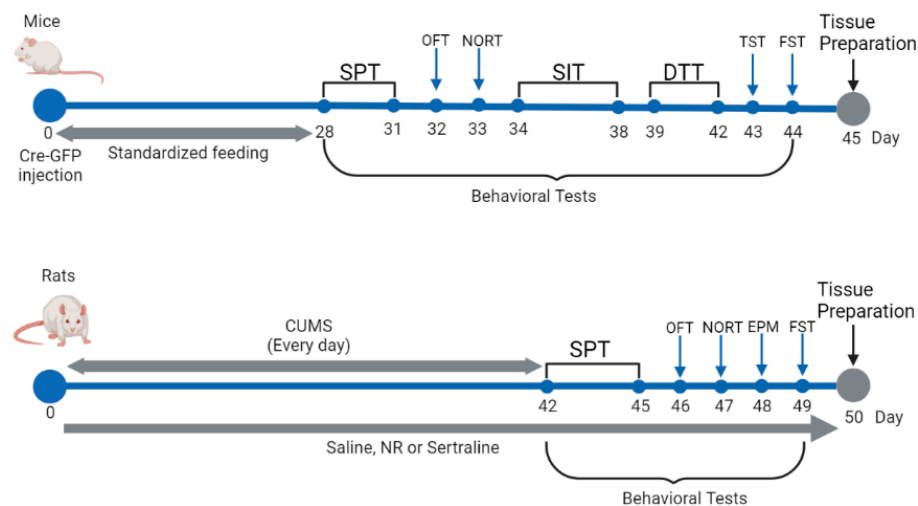 Mice
Tissue
Preparation
OFT NORT TST FST
SPT SIT DTT
0 28 31 32 33 34 38 39 42 43 44 45 Day
Cre-GFP
injection
Standardized feeding
Behavioral Tests
Rats
Tissue
Preparation
CUMS
(Every day)
OFT NORT EPM FST
SPT
0 42 45 46 47 48 49 50 Day
Saline, NR or Sertraline
Behavioral Tests